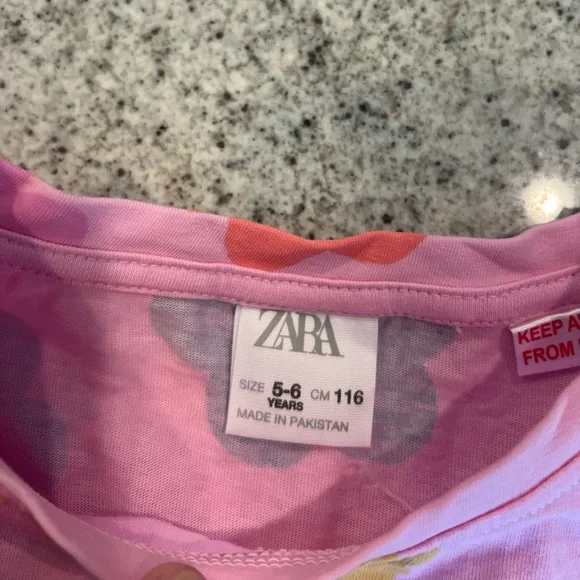 ZARA
SIZE 5-6 CM 116
YEARS
MADE IN PAKISTAN
KEEP
FROM